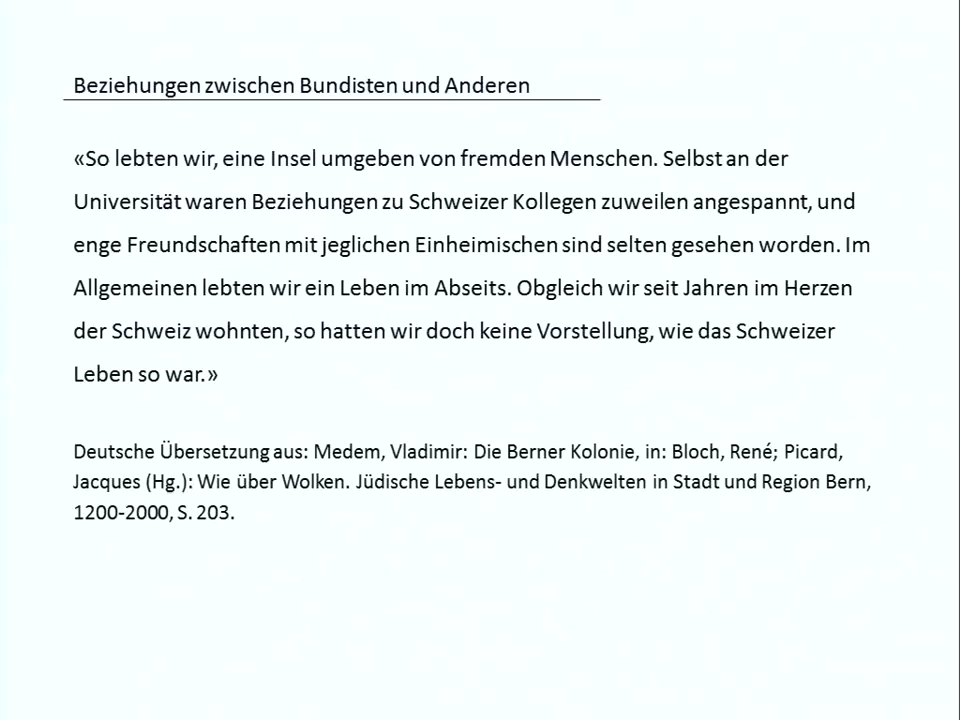 Beziehungen zwischen Bundisten und Anderen
«So lebten wir, eine Insel umgeben von fremden Menschen. Selbst an der
Universität waren Beziehungen zu Schweizer Kollegen zuweilen angespannt, und
enge Freundschaften mit jeglichen Einheimischen sind selten gesehen worden. Im
Allgemeinen lebten wir ein Leben im Abseits. Obgleich wir seit Jahren im Herzen
der Schweiz wohnten, so hatten wir doch keine Vorstellung, wie das Schweizer
Leben so war.»
Deutsche Übersetzung aus: Medem, Vladimir: Die Berner Kolonie, in: Bloch, René; Picard,
Jacques (Hg.): Wie über Wolken. Jüdische Lebens- und Denkwelten in Stadt und Region Bern,
1200-2000, S. 203.